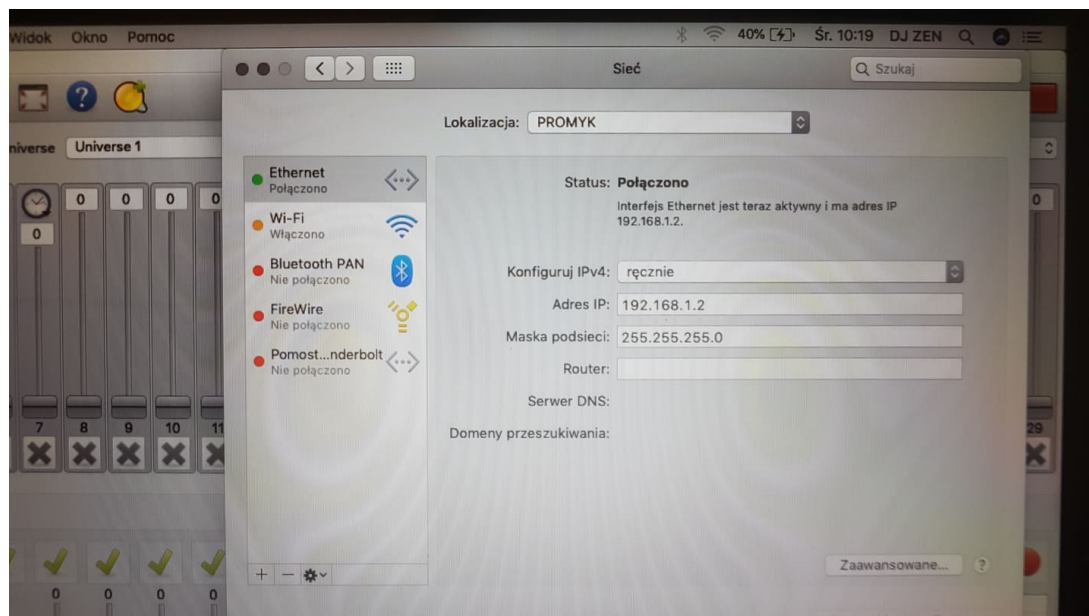 Widok Okno Pomoc
40% Śr. 10:19 DJ ZEN
Sieć
Szukaj
Lokalizacja: PROMYK
niverse Universe 1
Ethernet
Połączono
Wi-Fi
Włączono
Bluetooth PAN
Nie połączono
FireWire
Nie połączono
Pomost...nderbolt
Nie połączono
Status: Połączono
Interfejs Ethernet jest teraz aktywny i ma adres IP
192.168.1.2.
Konfiguruj IPv4: ręcznie
Adres IP: 192.168.1.2
Maska podsieci: 255.255.255.0
Router:
Serwer DNS:
Domeny przeszukiwania:
Zaawansowane... ?
0 0 0 0 0
0
7 8 9 10 11 29
0 0 0 0